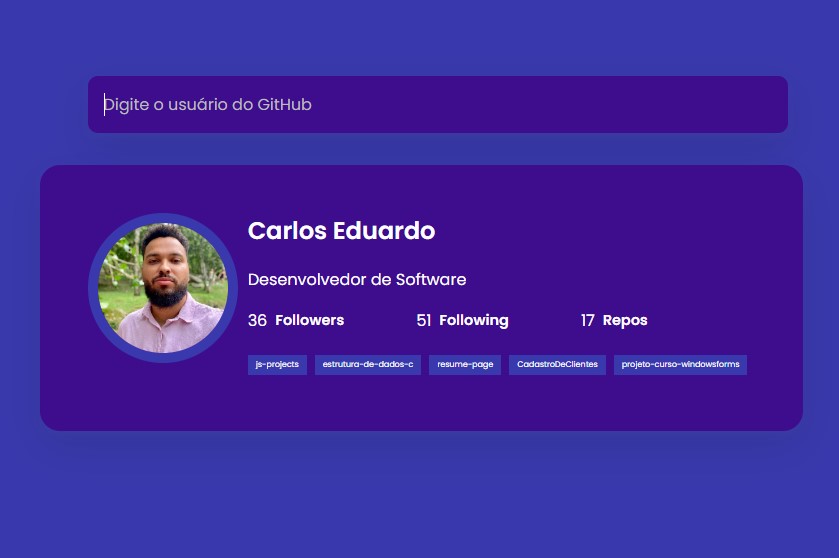 Digite o usuário do GitHub
Carlos Eduardo
Desenvolvedor de Software
36 Followers 51 Following 17 Repos
js-projects estrutura-de-dados-c resume-page CadastroDeClientes projeto-curso-windowsforms